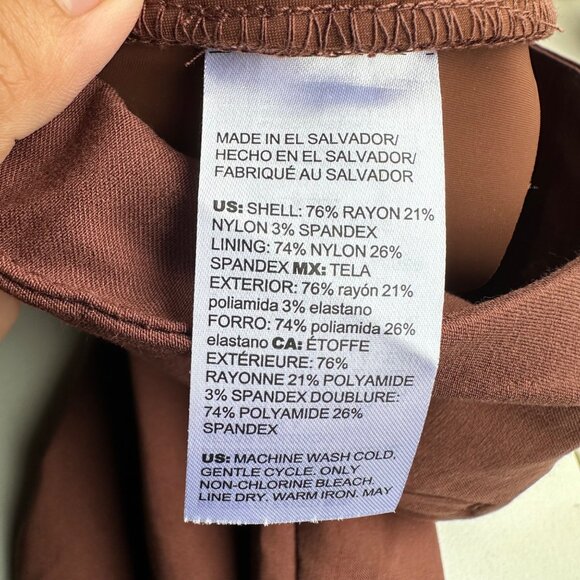 MADE IN EL SALVADOR/
HECHO EN EL SALVADOR/
FABRIQUÉ AU SALVADOR
US: SHELL: 76% RAYON 21%
NYLON 3% SPANDEX
LINING: 74% NYLON 26%
SPANDEX MX: TELA
EXTERIOR: 76% rayón 21%
poliamida 3% elastano
FORRO: 74% poliamida 26%
elastano CA: ÉTOFFE
EXTÉRIEURE: 76%
RAYONNE 21% POLYAMIDE
3% SPANDEX DOUBLURE:
74% POLYAMIDE 26%
SPANDEX
US: MACHINE WASH COLD,
GENTLE CYCLE. ONLY
NON-CHLORINE BLEACH.
LINE DRY, WARM IRON. MAY